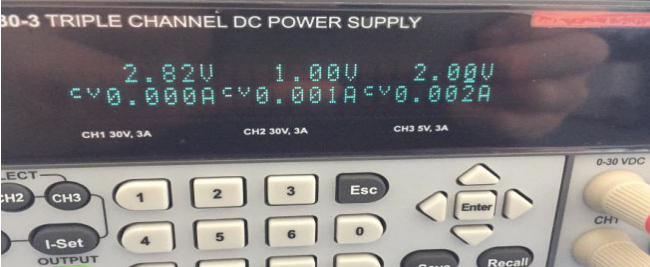 30-3 TRIPLE CHANNEL DC POWER SUPPLY
2.82V 1.00V 2.00V
CV0.000A CV0.001A CV0.002A
CH1 30V, 3A CH2 30V, 3A CH3 5V, 3A
0-30 VDC
CH2 CH3 1 2 3 Esc
Enter
CH1
I-Set 4 5 6 0
OUTPUT
Save Recall